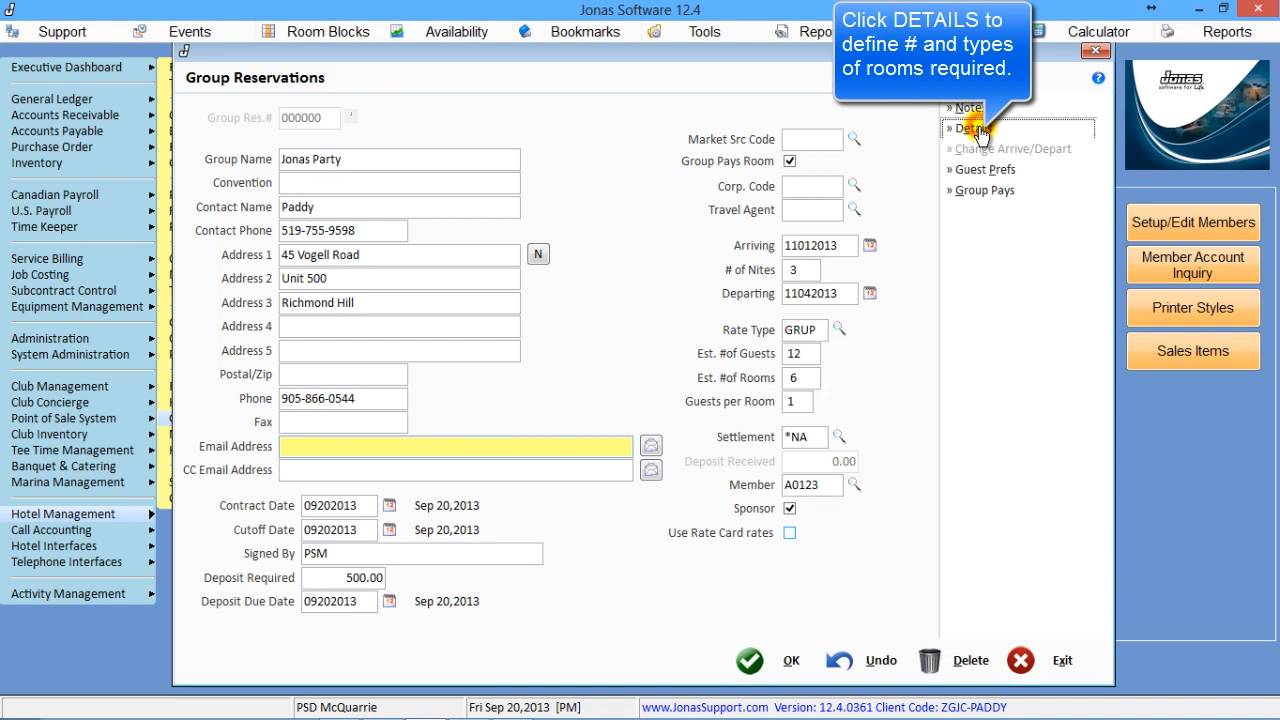 Jonas Software 12.4
Support Events Room Blocks Availability Bookmarks Tools Repo Calculator Reports
Click DETAILS to
define # and types
of rooms required.
Executive Dashboard
General Ledger
Accounts Receivable
Accounts Payable
Purchase Order
Inventory
Canadian Payroll
U.S. Payroll
Time Keeper
Service Billing
Job Costing
Subcontract Control
Equipment Management
Administration
System Administration
Club Management
Club Concierge
Point of Sale System
Club Inventory
Tee Time Management
Banquet & Catering
Marina Management
Hotel Management
Call Accounting
Hotel Interfaces
Telephone Interfaces
Activity Management
Group Reservations
Group Res.# 000000
Group Name Jonas Party
Convention
Contact Name Paddy
Contact Phone 519-755-9598
Address 1 45 Vogell Road N
Address 2 Unit 500
Address 3 Richmond Hill
Address 4
Address 5
Postal/Zip
Phone 905-866-0544
Fax
Email Address
CC Email Address
Contract Date 09202013 Sep 20,2013
Cutoff Date 09202013 Sep 20,2013
Signed By PSM
Deposit Required 500.00
Deposit Due Date 09202013 Sep 20,2013
Market Src Code
Group Pays Room
Corp. Code
Travel Agent
Arriving 11012013
# of Nites 3
Departing 11042013
Rate Type GRUP
Est. #of Guests 12
Est. #of Rooms 6
Guests per Room 1
Settlement *NA
Deposit Received 0.00
Member A0123
Sponsor
Use Rate Card rates
» Note
» Deta
» Change Arrive/Depart
» Guest Prefs
» Group Pays
OK Undo Delete Exit
Jonas
software for Life.
Setup/Edit Members
Member Account
Inquiry
Printer Styles
Sales Items
PSD McQuarrie Fri Sep 20,2013 [PM] www.JonasSupport.com Version: 12.4.0361 Client Code: ZGJC-PADDY